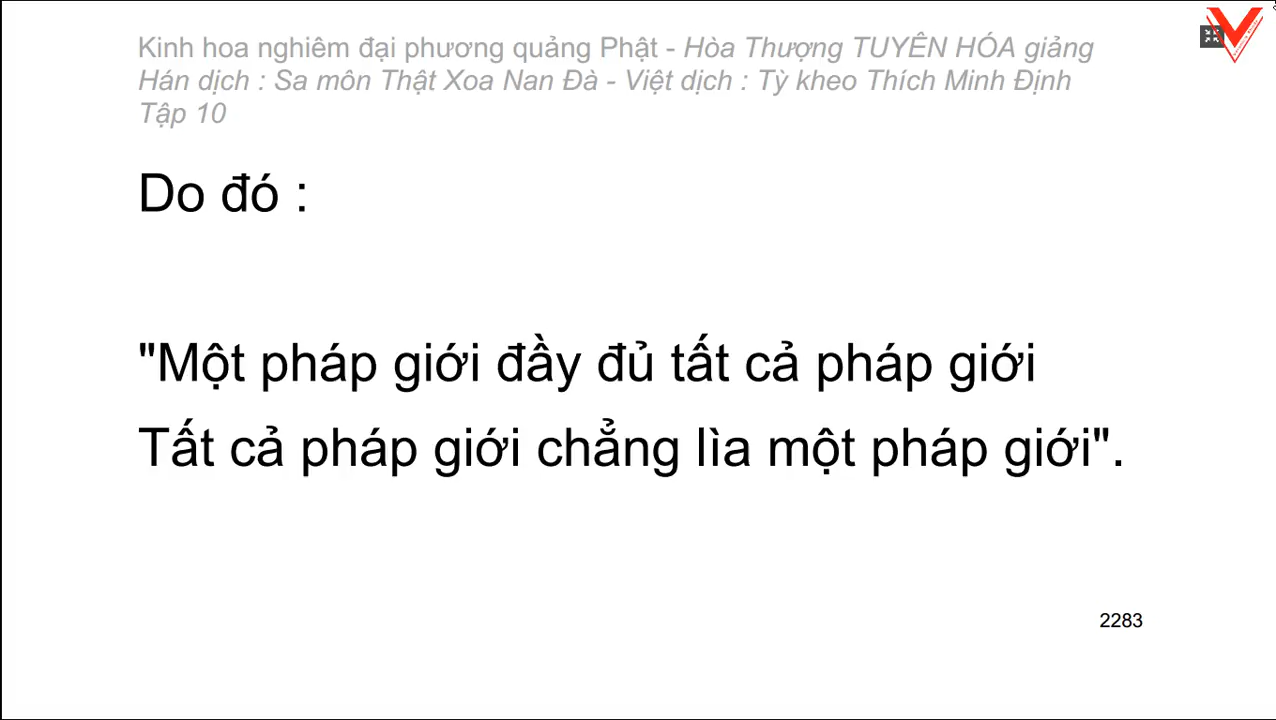 Kinh hoa nghiêm đại phương quảng Phật - Hòa Thượng TUYÊN HÓA giảng
Hán dịch : Sa môn Thật Xoa Nan Đà - Việt dịch : Tỳ kheo Thích Minh Định
Tập 10
Do đó :
"Một pháp giới đầy đủ tất cả pháp giới
Tất cả pháp giới chẳng lìa một pháp giới".
2283